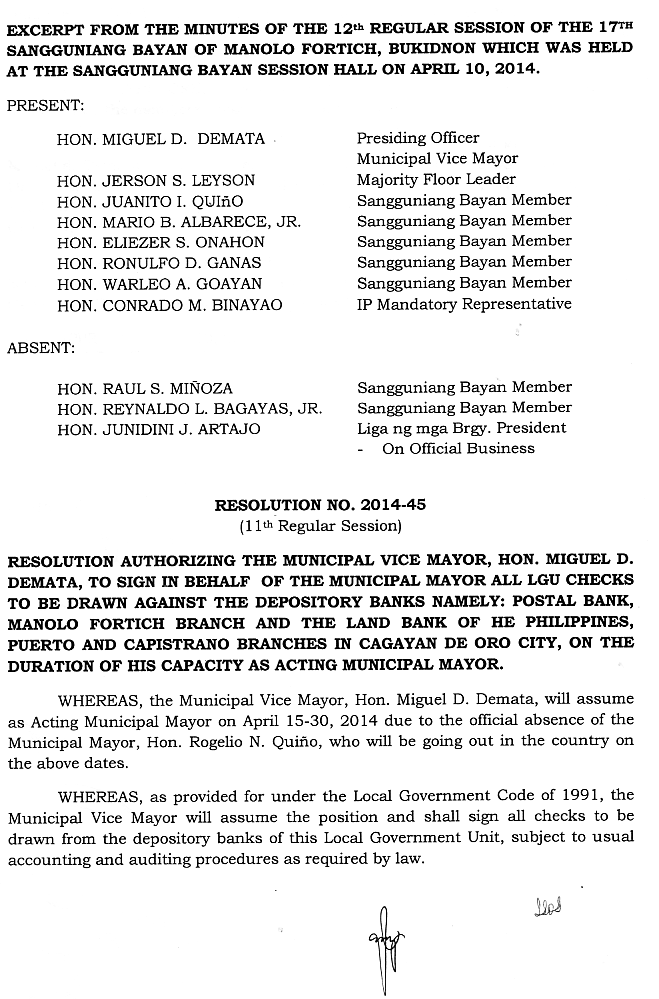 EXCERPT FROM THE MINUTES OF THE 12th REGULAR SESSION OF THE 17TH
SANGGUNIANG BAYAN OF MANOLO FORTICH, BUKIDNON WHICH WAS HELD
AT THE SANGGUNIANG BAYAN SESSION HALL ON APRIL 10, 2014.
PRESENT:
HON. MIGUEL D. DEMATA Presiding Officer
Municipal Vice Mayor
HON. JERSON S. LEYSON Majority Floor Leader
HON. JUANITO I. QUIñO Sangguniang Bayan Member
HON. MARIO B. ALBARECE, JR. Sangguniang Bayan Member
HON. ELIEZER S. ONAHON Sangguniang Bayan Member
HON. RONULFO D. GANAS Sangguniang Bayan Member
HON. WARLEO A. GOAYAN Sangguniang Bayan Member
HON. CONRADO M. BINAYAO IP Mandatory Representative
ABSENT:
HON. RAUL S. MIÑOZA Sangguniang Bayan Member
HON. REYNALDO L. BAGAYAS, JR. Sangguniang Bayan Member
HON. JUNIDINI J. ARTAJO Liga ng mga Brgy. President
- On Official Business
RESOLUTION NO. 2014-45
(11th Regular Session)
RESOLUTION AUTHORIZING THE MUNICIPAL VICE MAYOR, HON. MIGUEL D.
DEMATA, TO SIGN IN BEHALF OF THE MUNICIPAL MAYOR ALL LGU CHECKS
TO BE DRAWN AGAINST THE DEPOSITORY BANKS NAMELY: POSTAL BANK,
MANOLO FORTICH BRANCH AND THE LAND BANK OF HE PHILIPPINES,
PUERTO AND CAPISTRANO BRANCHES IN CAGAYAN DE ORO CITY, ON THE
DURATION OF HIS CAPACITY AS ACTING MUNICIPAL MAYOR.
WHEREAS, the Municipal Vice Mayor, Hon. Miguel D. Demata, will assume
as Acting Municipal Mayor on April 15-30, 2014 due to the official absence of the
Municipal Mayor, Hon. Rogelio N. Quiño, who will be going out in the country on
the above dates.
WHEREAS, as provided for under the Local Government Code of 1991, the
Municipal Vice Mayor will assume the position and shall sign all checks to be
drawn from the depository banks of this Local Government Unit, subject to usual
accounting and auditing procedures as required by law.